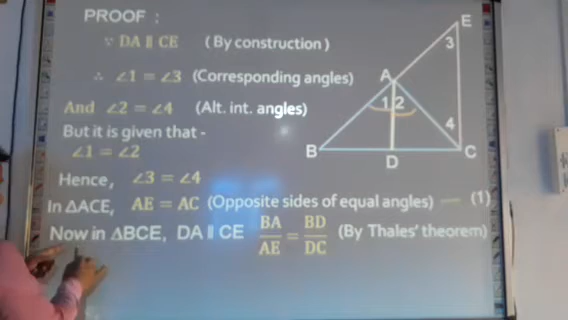 PROOF :
∵ DA ∥ CE (By construction)
∴ ∠1 = ∠3 (Corresponding angles)
And ∠2 = ∠4 (Alt. int. angles)
But it is given that -
∠1 = ∠2
Hence, ∠3 = ∠4
In ΔACE, AE = AC (Opposite sides of equal angles) — (1)
Now in ΔBCE, DA ∥ CE BA/AE = BD/DC (By Thales' theorem)
E
3
A
1 2
4
B
D
C